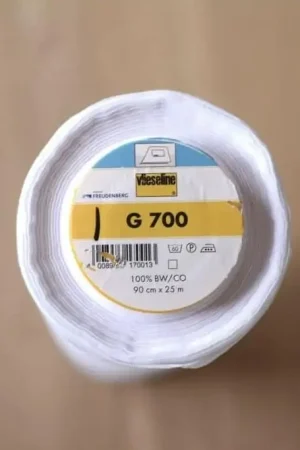 Vlieseline
FREUDENBERG
G 700
170013
100% BW/CO
90 cm x 25 m